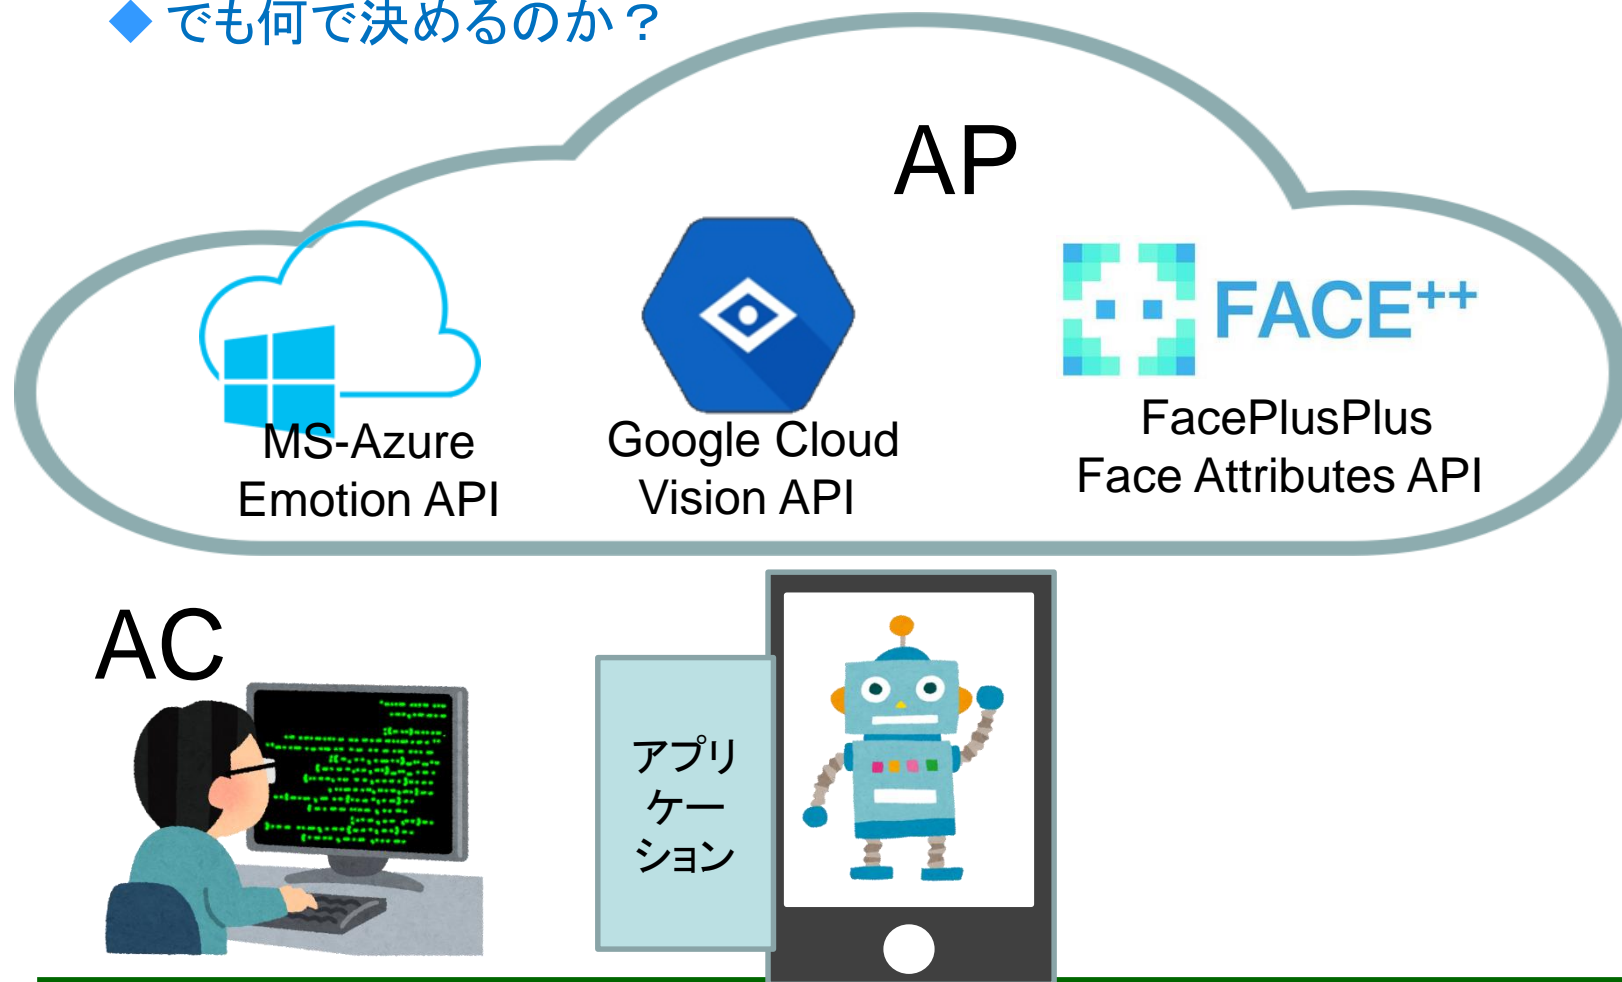 でも何で決めるのか？
AP
FACE++
MS-Azure
Emotion API
Google Cloud
Vision API
FacePlusPlus
Face Attributes API
AC
アプリ
ケー
ション